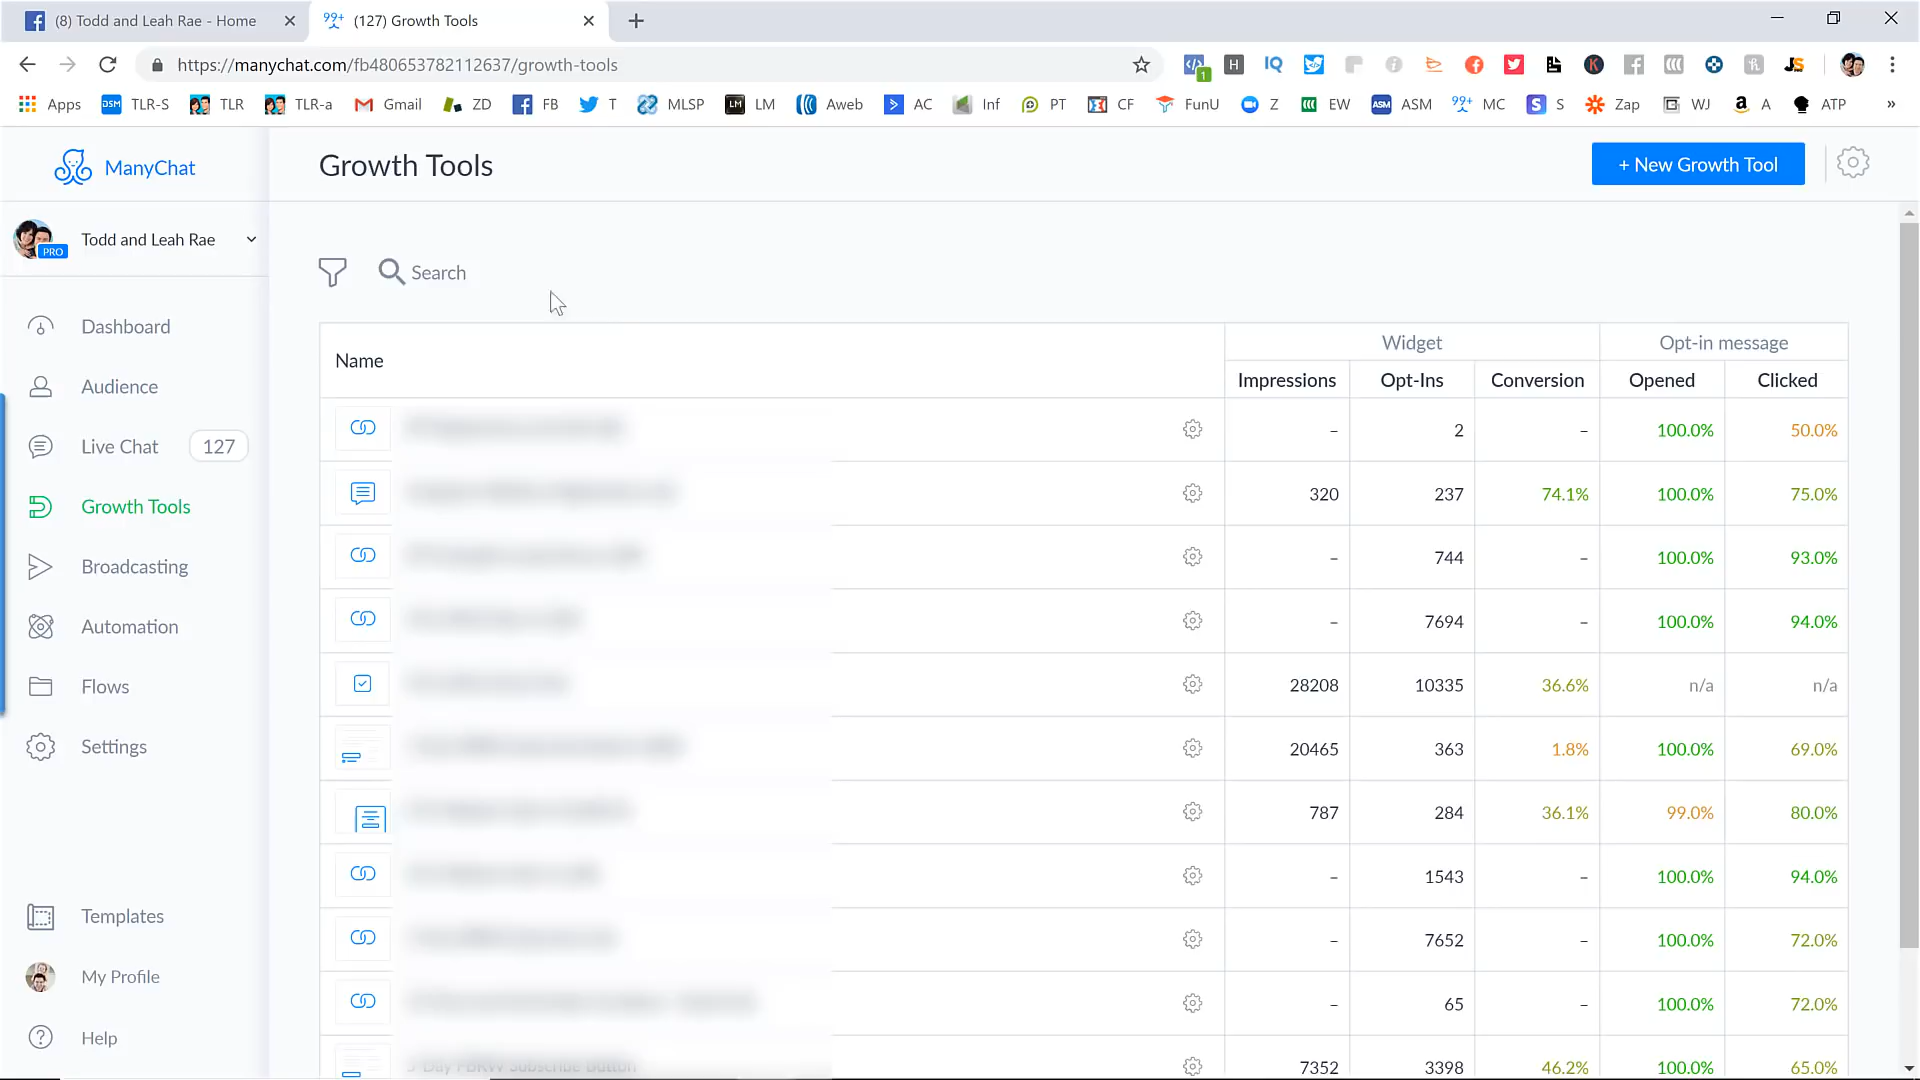 (8) Todd and Leah Rae - Home
99+ (127) Growth Tools
https://manychat.com/fb480653782112637/growth-tools
Apps DSM TLR-S TLR TLR-a Gmail ZD FB T MLSP LM LM Aweb AC Inf PT CF FunU Z EW ASM ASM 99+ MC S S Zap WJ A ATP »
ManyChat
Growth Tools
+ New Growth Tool
PRO Todd and Leah Rae
Search
Dashboard
Audience
Live Chat 127
Growth Tools
Broadcasting
Automation
Flows
Settings
Templates
My Profile
Help
Widget Opt-in message
Name Impressions Opt-Ins Conversion Opened Clicked
– 2 – 100.0% 50.0%
320 237 74.1% 100.0% 75.0%
– 744 – 100.0% 93.0%
– 7694 – 100.0% 94.0%
28208 10335 36.6% n/a n/a
20465 363 1.8% 100.0% 69.0%
787 284 36.1% 99.0% 80.0%
– 1543 – 100.0% 94.0%
– 7652 – 100.0% 72.0%
– 65 – 100.0% 72.0%
7352 3398 46.2% 100.0% 65.0%